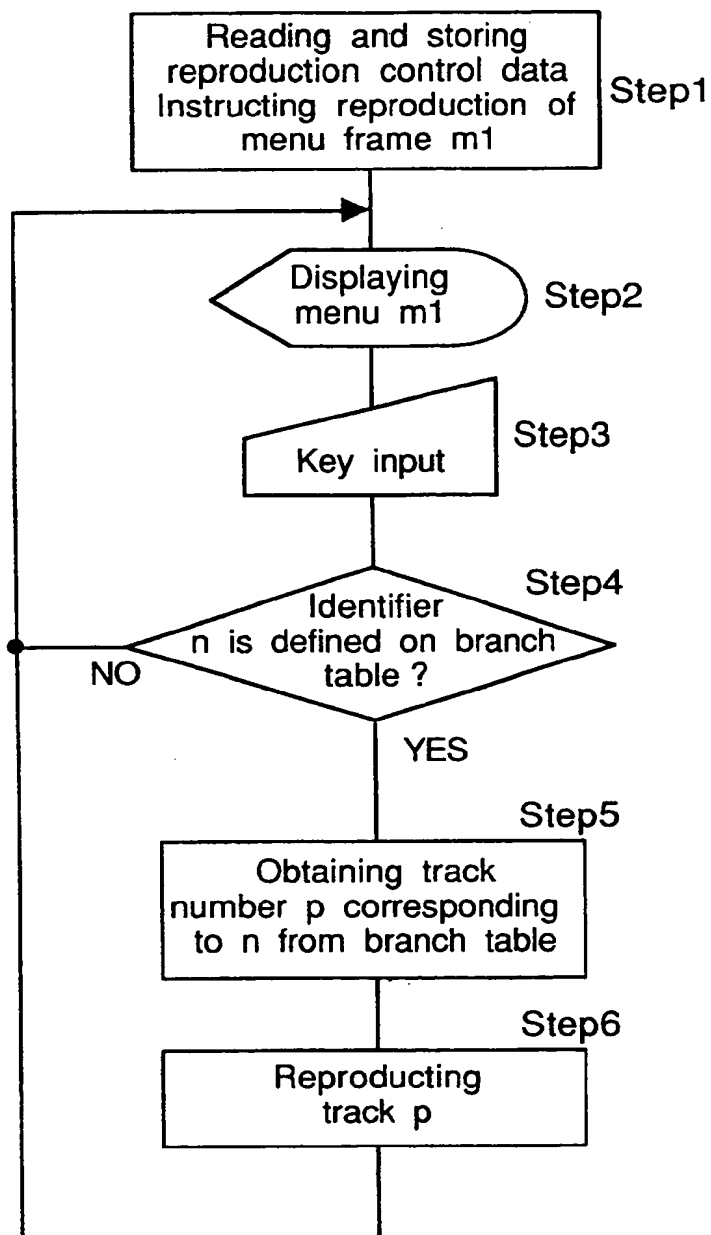 Reading and storing
reproduction control data
Instructing reproduction of
menu frame m1
Step1
Displaying
menu m1
Step2
Key input
Step3
Step4
Identifier
n is defined on branch
table ?
NO
YES
Step5
Obtaining track
number p corresponding
to n from branch table
Step6
Reproducting
track p